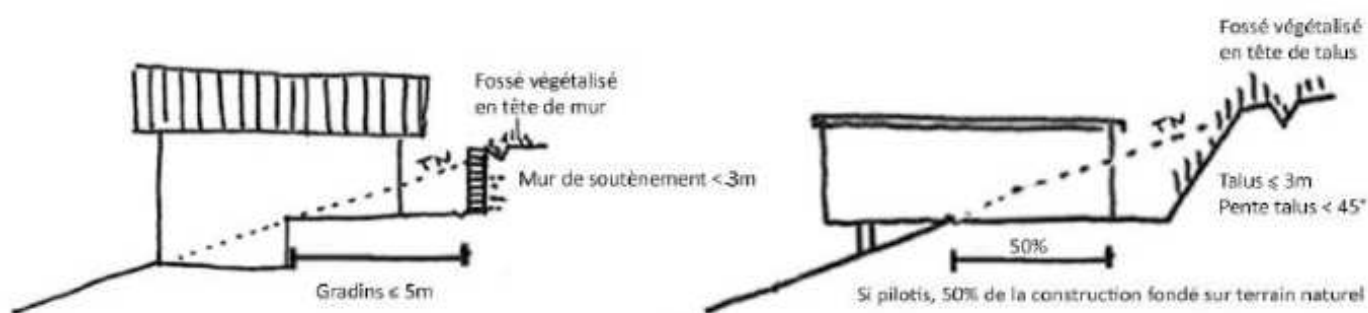 Fossé végétalisé
en tête de mur
TN
Mur de soutènement < 3m
Gradins ⩽ 5m
Fossé végétalisé
en tête de talus
TN
Talus ⩽ 3m
Pente talus < 45°
50%
Si pilotis, 50% de la construction fondé sur terrain naturel